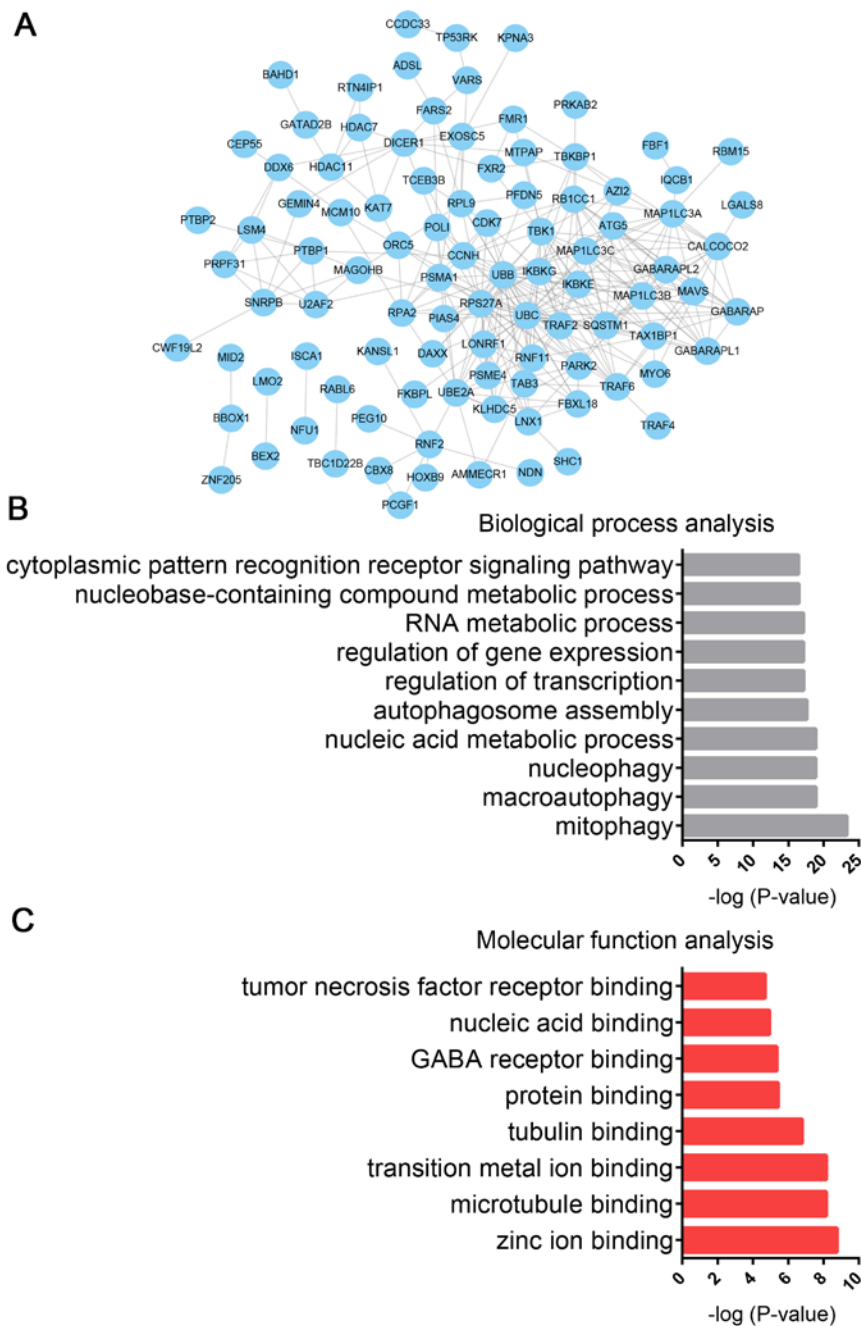 A
CCDC33
TP53RK
KPNA3
ADSL
BAHD1
VARS
RTN4IP1
FARS2
PRKAB2
GATAD2B
HDAC7
EXOSC5
FMR1
CEP55
DICER1
FBF1
RBM15
MTPAP
TBKBP1
HDAC11
DDX6
FXR2
IQCB1
TCEB3B
AZI2
PFDN5
RB1CC1
GEMIN4
KAT7
RPL9
LGALS8
MCM10
MAP1LC3A
PTBP2
CDK7
ATG5
LSM4
POLI
TBK1
ORC5
CALCOCO2
PTBP1
CCNH
MAP1LC3C
PRPF31
MAGOHB
UBB
IKBKG
GABARAPL2
PSMA1
IKBKE
MAVS
SNRPB
U2AF2
RPS27A
MAP1LC3B
RPA2
UBC
GABARAP
PIAS4
TRAF2
SQSTM1
TAX1BP1
CWF19L2
LONRF1
GABARAPL1
MID2
ISCA1
KANSL1
DAXX
RNF11
PARK2
MYO6
LMO2
RABL6
PSME4
TAB3
TRAF6
FKBPL
UBE2A
KLHDC5
FBXL18
BBOX1
PEG10
LNX1
TRAF4
NFU1
RNF2
BEX2
TBC1D22B
SHC1
ZNF205
CBX8
HOXB9
AMMECR1
NDN
PCGF1
B
Biological process analysis
cytoplasmic pattern recognition receptor signaling pathway
nucleobase-containing compound metabolic process
RNA metabolic process
regulation of gene expression
regulation of transcription
autophagosome assembly
nucleic acid metabolic process
nucleophagy
macroautophagy
mitophagy
0 5 10 15 20 25
-log (P-value)
C
Molecular function analysis
tumor necrosis factor receptor binding
nucleic acid binding
GABA receptor binding
protein binding
tubulin binding
transition metal ion binding
microtubule binding
zinc ion binding
0 2 4 6 8 10
-log (P-value)